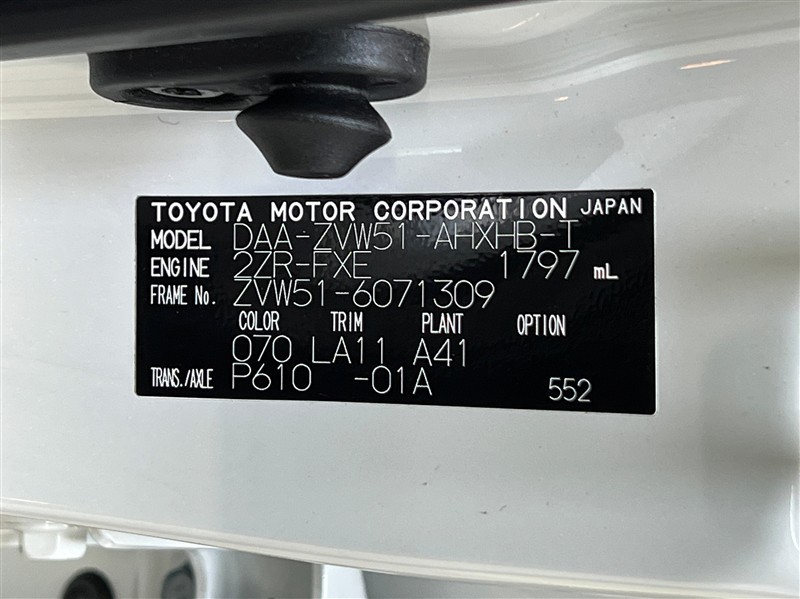 TOYOTA MOTOR CORPORATION JAPAN
MODEL DAA-ZVW51-AHXHB-T
ENGINE 2ZR-FXE 1797 mL
FRAME No. ZVW51-6071309
COLOR TRIM PLANT OPTION
070 LA11 A41
TRANS./AXLE P610 -01A 552